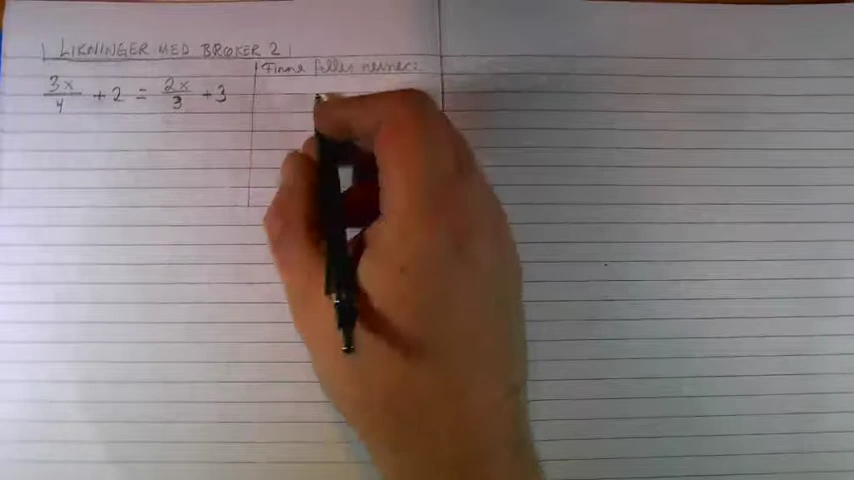 LIKNINGER MED BRØKER 2
Finne felles nevner:
3x/4 + 2 = 2x/3 + 3